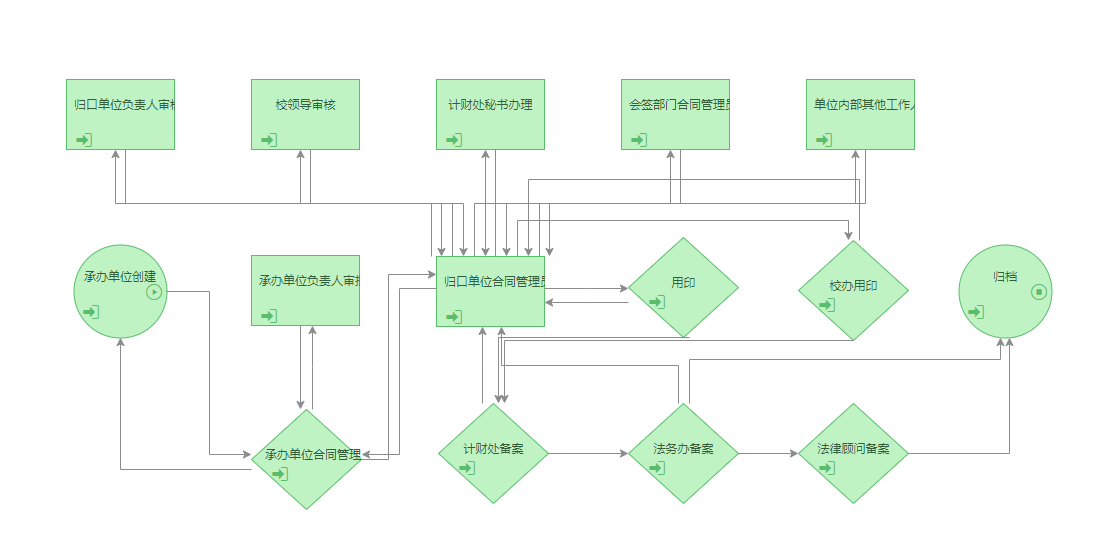 归口单位负责人审
校领导审核
计财处秘书办理
会签部门合同管理员
单位内部其他工作人
承办单位创建
承办单位负责人审
归口单位合同管理员
用印
校办用印
归档
承办单位合同管理
计财处备案
法务办备案
法律顾问备案